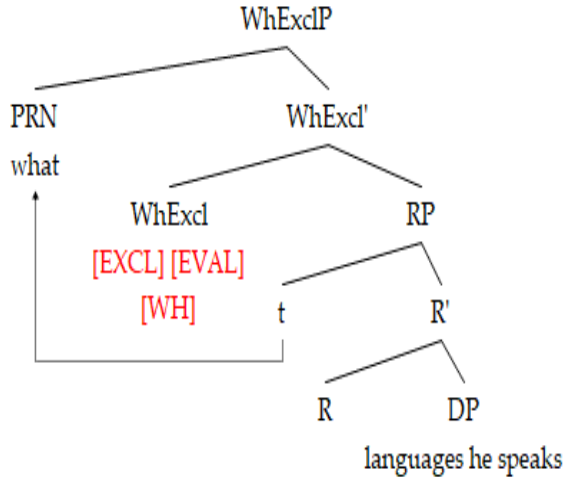 WhExclP
PRN WhExcl'
what
WhExcl RP
[EXCL] [EVAL]
[WH] t R'
R DP
languages he speaks